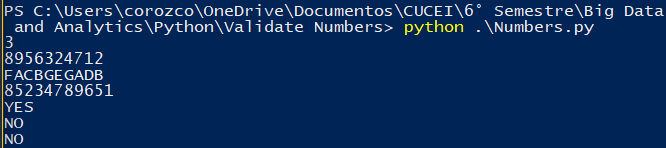 PS C:\Users\corozco\OneDrive\Documentos\CUCEI\6° Semestre\Big Data
and Analytics\Python\Validate Numbers> python .\Numbers.py
3
8956324712
FACBGEGADB
85234789651
YES
NO
NO